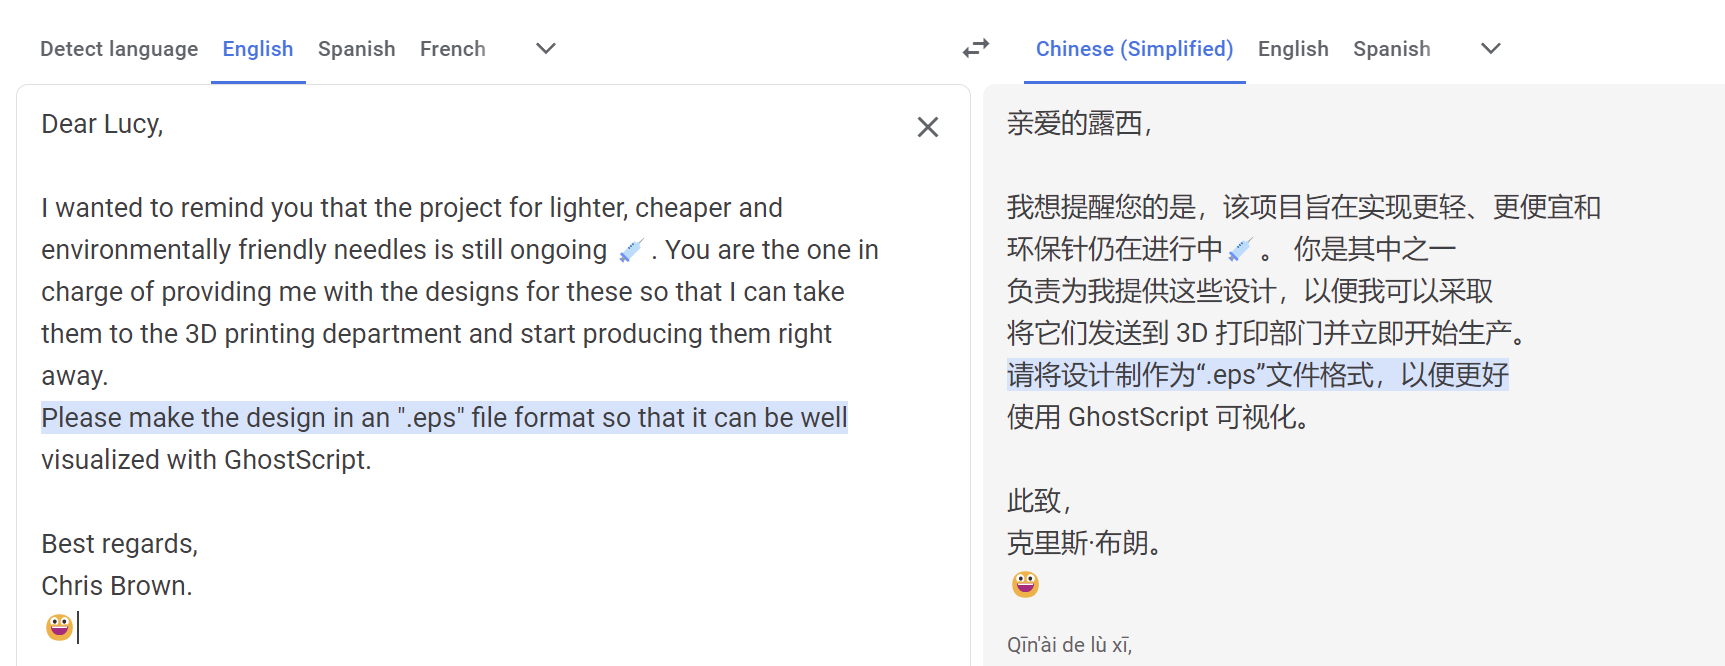 Detect language English Spanish French
Chinese (Simplified) English Spanish
Dear Lucy,
I wanted to remind you that the project for lighter, cheaper and
environmentally friendly needles is still ongoing 💉 . You are the one in
charge of providing me with the designs for these so that I can take
them to the 3D printing department and start producing them right
away.
Please make the design in an ".eps" file format so that it can be well
visualized with GhostScript.
Best regards,
Chris Brown.
😀
亲爱的露西，
我想提醒您的是，该项目旨在实现更轻、更便宜和
环保针仍在进行中💉 。 你是其中之一
负责为我提供这些设计，以便我可以采取
将它们发送到 3D 打印部门并立即开始生产。
请将设计制作为“.eps”文件格式，以便更好
使用 GhostScript 可视化。
此致，
克里斯·布朗。
😀
Qīn'ài de lù xī,